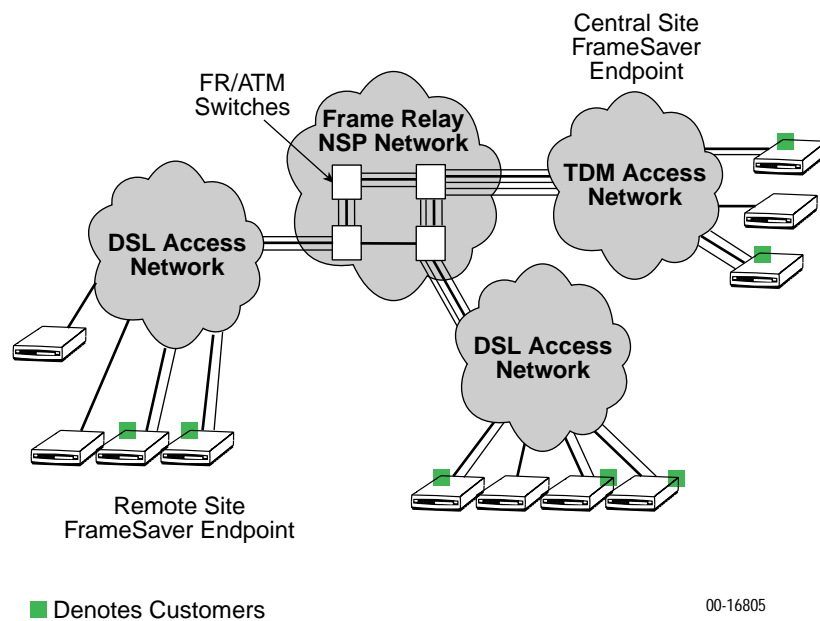 Central Site
FrameSaver
Endpoint
FR/ATM
Switches
Frame Relay
NSP Network
TDM Access
Network
DSL Access
Network
DSL Access
Network
Remote Site
FrameSaver Endpoint
Denotes Customers
00-16805